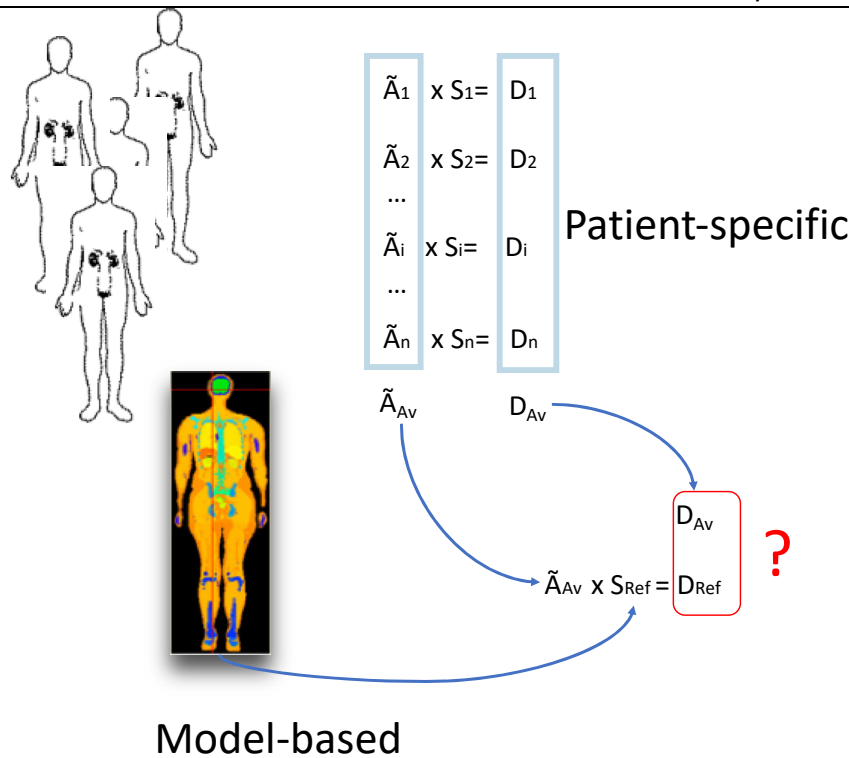 Ã1 x S1= D1
Ã2 x S2= D2
...
Ãi x Si= Di
Patient-specific
...
Ãn x Sn= Dn
ÃAv DAv
DAv
?
ÃAv x SRef = DRef
Model-based